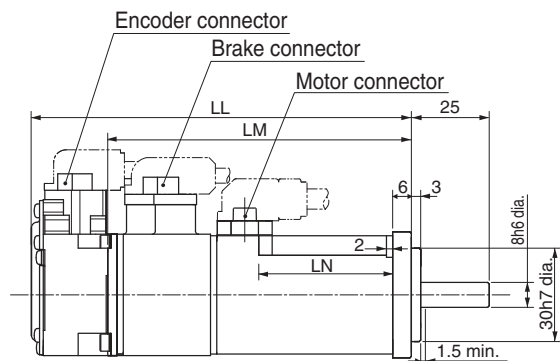 Encoder connector
Brake connector
Motor connector
LL
25
LM
6
3
8h6 dia.
2
LN
30h7 dia.
1.5 min.